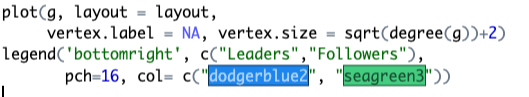 plot(g, layout = layout,
vertex.label = NA, vertex.size = sqrt(degree(g))+2)
legend('bottomright', c("Leaders","Followers"),
pch=16, col= c("dodgerblue2", "seagreen3"))